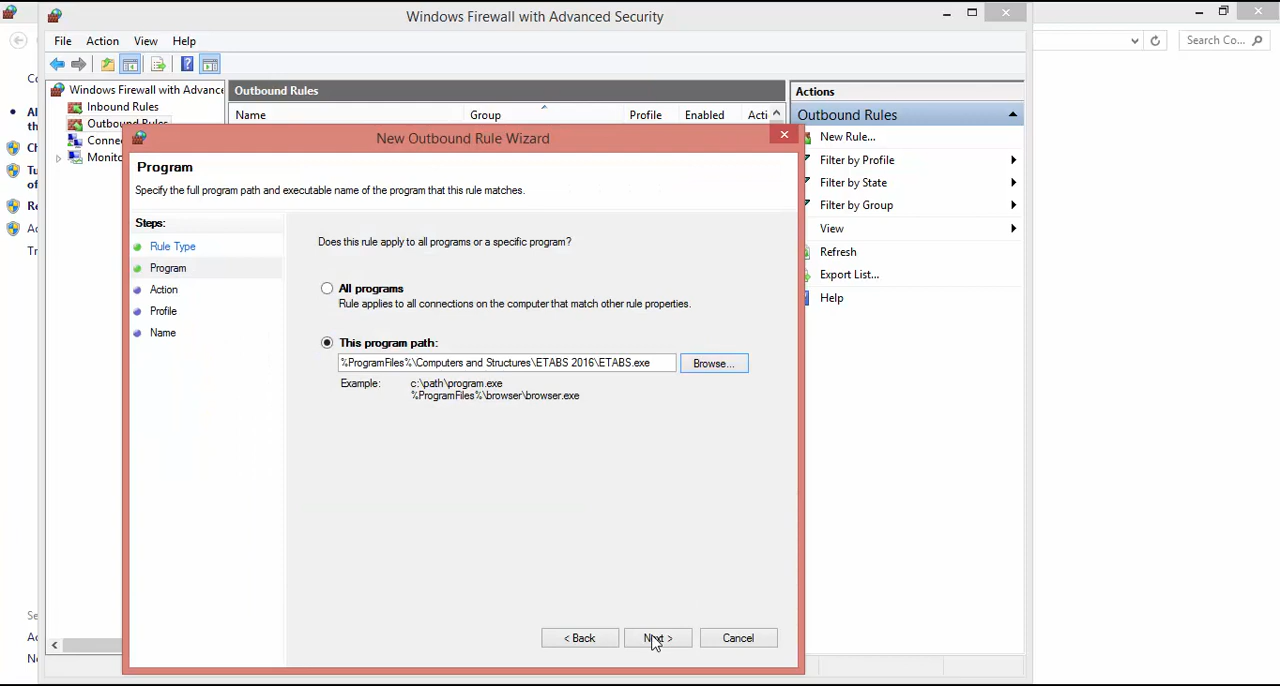 Windows Firewall with Advanced Security
File Action View Help
Search Co...
Windows Firewall with Advance
Inbound Rules
Outbound Rules
Outbound Rules
Name Group Profile Enabled Acti
Actions
Outbound Rules
New Rule...
Filter by Profile
Filter by State
Filter by Group
View
Refresh
Export List...
Help
New Outbound Rule Wizard
Program
Specify the full program path and executable name of the program that this rule matches.
Steps:
Rule Type
Program
Action
Profile
Name
Does this rule apply to all programs or a specific program?
All programs
Rule applies to all connections on the computer that match other rule properties.
This program path:
%ProgramFiles%\Computers and Structures\ETABS 2016\ETABS.exe
Browse...
Example: c:\path\program.exe
%ProgramFiles%\browser\browser.exe
< Back Next > Cancel